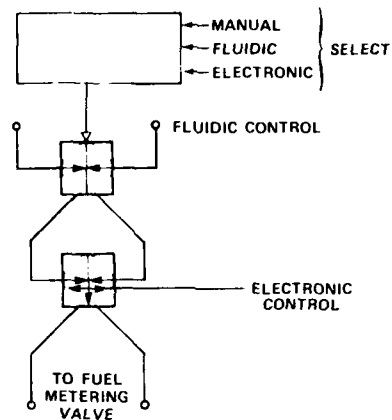 MANUAL
FLUIDIC
ELECTRONIC
SELECT
FLUIDIC CONTROL
ELECTRONIC
CONTROL
TO FUEL
METERING
VALVE